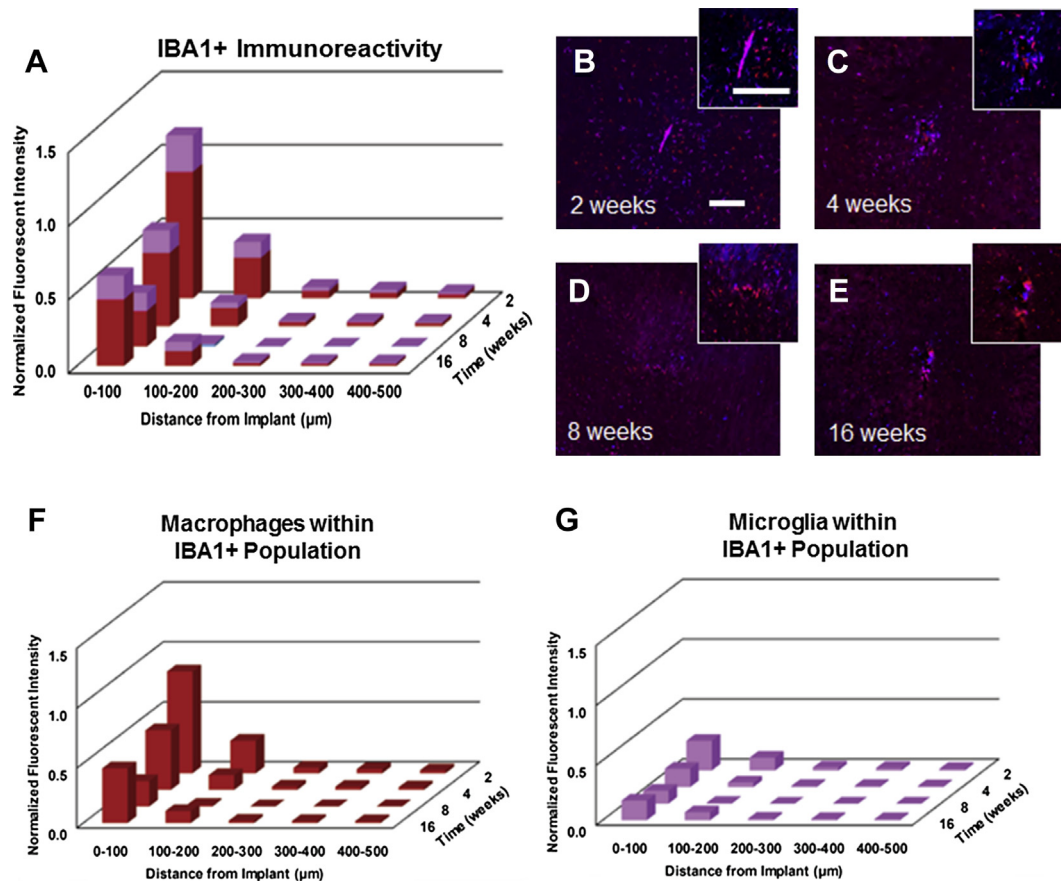 A
IBA1+ Immunoreactivity
Normalized Fluorescent Intensity
1.5
1.0
0.5
0.0
0-100
100-200
200-300
300-400
400-500
Distance from Implant (µm)
16
8
4
2
Time (weeks)
B
2 weeks
C
4 weeks
D
8 weeks
E
16 weeks
F
Macrophages within
IBA1+ Population
Normalized Fluorescent Intensity
1.5
1.0
0.5
0.0
0-100
100-200
200-300
300-400
400-500
Distance from Implant (µm)
16
8
4
2
Time (weeks)
G
Microglia within
IBA1+ Population
Normalized Fluorescent Intensity
1.5
1.0
0.5
0.0
0-100
100-200
200-300
300-400
400-500
Distance from Implant (µm)
16
8
4
2
Time (weeks)